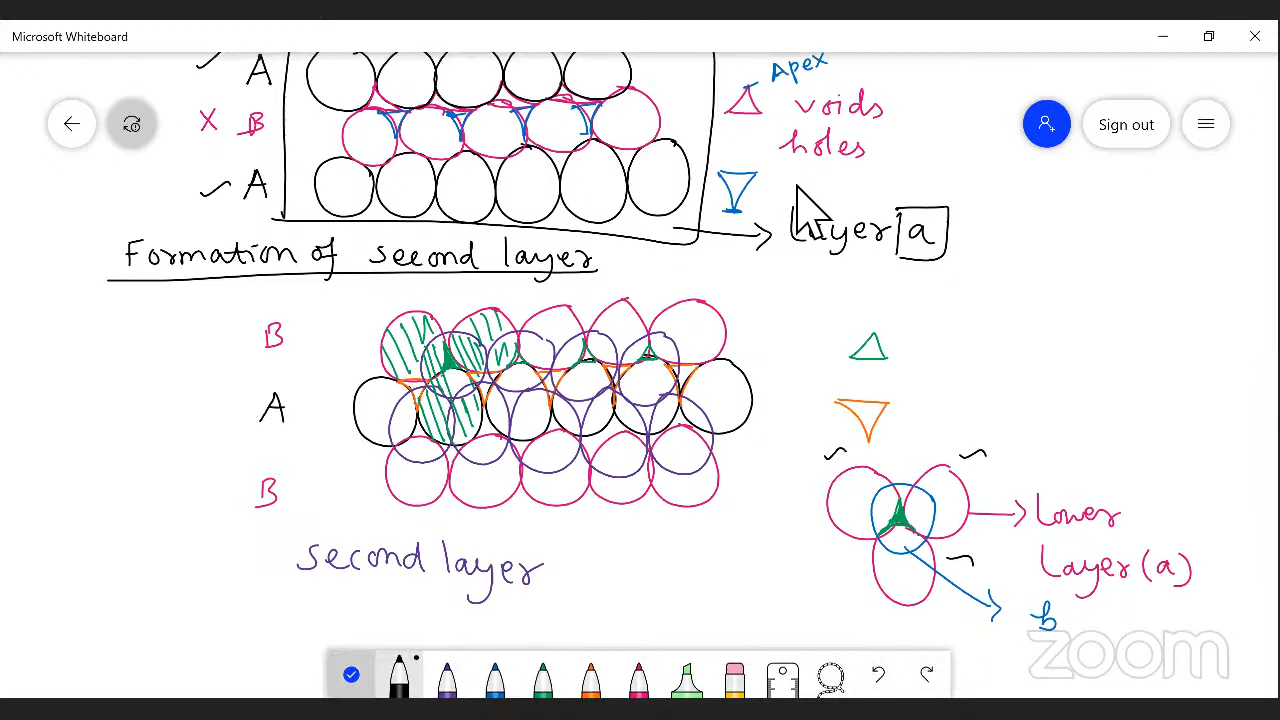 Microsoft Whiteboard
A
Apex
voids
X B
holes
Sign out
A
Layer a
Formation of second layer
B
A
B
Lower
Layer (a)
second layer
b
zoom